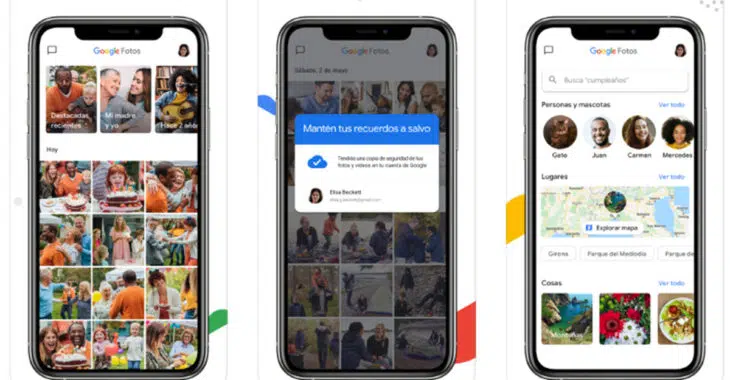 Google Fotos
Destacadas
recientes
Mi madre
y yo
Hace 2 años
Hoy
Google Fotos
Sábado, 2 de mayo
Mantén tus recuerdos a salvo
Tendrás una copia de seguridad de tus
fotos y vídeos en tu cuenta de Google
Elisa Beckett
Google Fotos
Busca "cumpleaños"
Personas y mascotas
Ver todo
Gato
Juan
Carmen
Mercedes
Lugares
Ver todo
Explorar mapa
Girona
Parque del Mediodía
Parque de
Cosas
Ver todo
Montañas